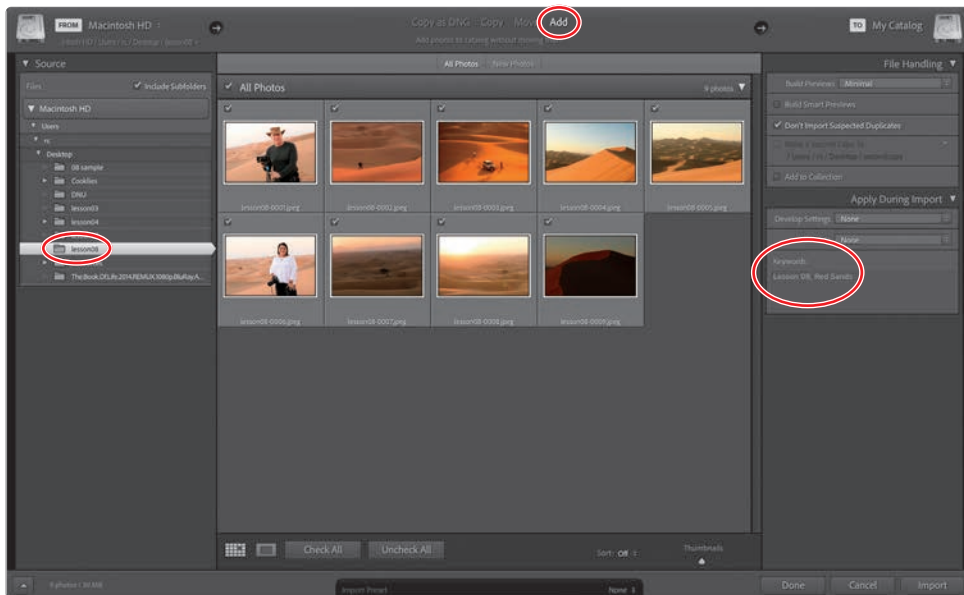 FROM Macintosh HD
Copy as DNG Copy Move Add
Add photos to catalog without moving
TO My Catalog
Source
Files Include Subfolders
Macintosh HD
Users
rc
Desktop
08 sample
DNU
lesson03
lesson04
lesson08
All Photos New Photos
All Photos 9 photos
lesson08-0001.jpeg lesson08-0002.jpeg lesson08-0003.jpeg lesson08-0004.jpeg lesson08-0005.jpeg
lesson08-0006.jpeg lesson08-0007.jpeg lesson08-0008.jpeg lesson08-0009.jpeg
Check All Uncheck All Sort: Off Thumbnails
File Handling
Build Previews Minimal
Build Smart Previews
Don't Import Suspected Duplicates
Add to Collection
Apply During Import
Develop Settings None
None
Keywords
Lesson 08, Red Sands
9 photos
Import Preset None
Done Cancel Import